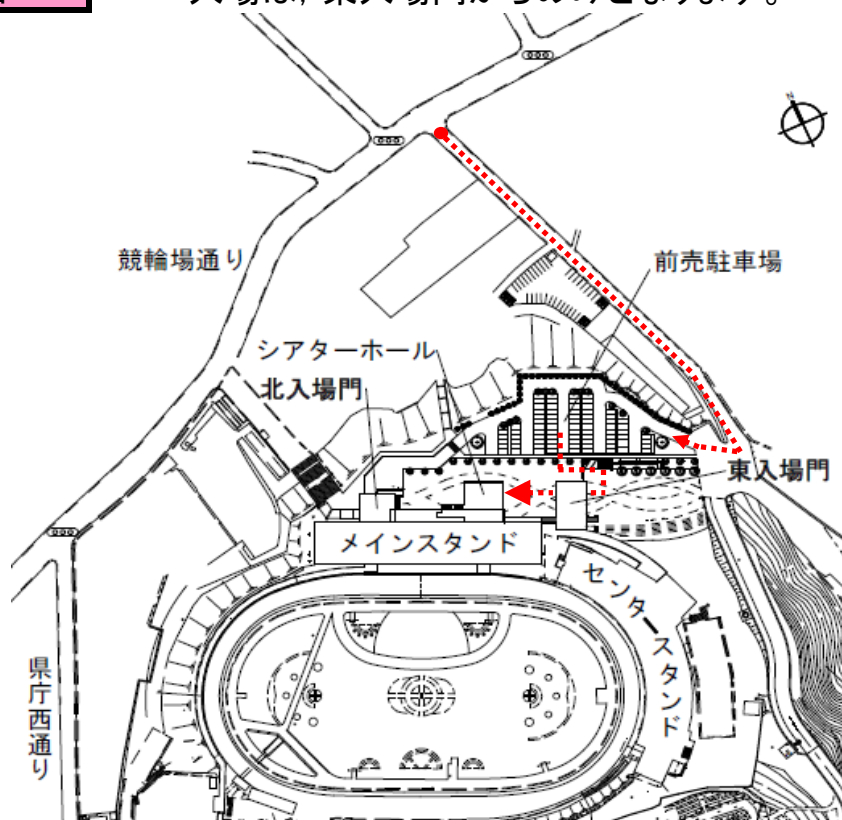 入場は，東入場門からのみとなります。
N
競輪場通り
前売駐車場
シアターホール
北入場門
東入場門
メインスタンド
センタースタンド
県庁西通り